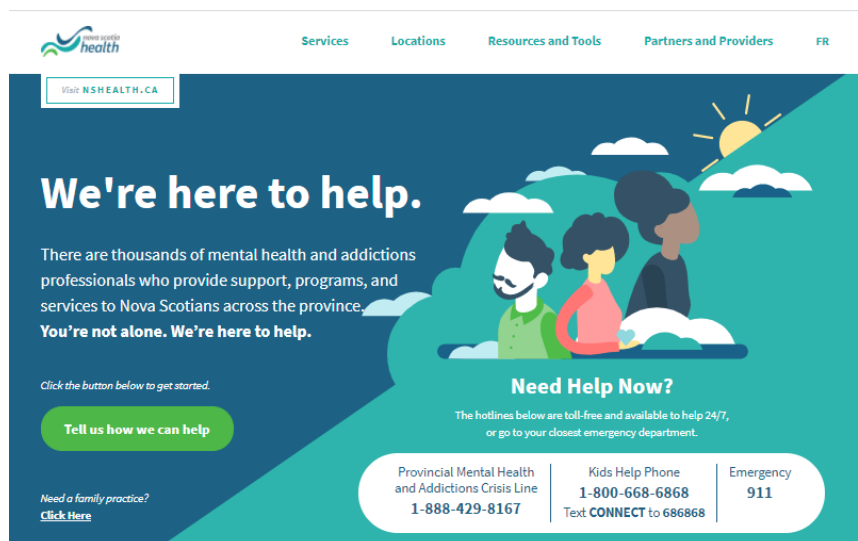 nova scotia
health
Services
Locations
Resources and Tools
Partners and Providers
FR
Visit NSHEALTH.CA
We're here to help.
There are thousands of mental health and addictions
professionals who provide support, programs, and
services to Nova Scotians across the province.
You're not alone. We're here to help.
Click the button below to get started.
Tell us how we can help
Need a family practice?
Click Here
Need Help Now?
The hotlines below are toll-free and available to help 24/7,
or go to your closest emergency department.
Provincial Mental Health
and Addictions Crisis Line
1-888-429-8167
Kids Help Phone
1-800-668-6868
Text CONNECT to 686868
Emergency
911